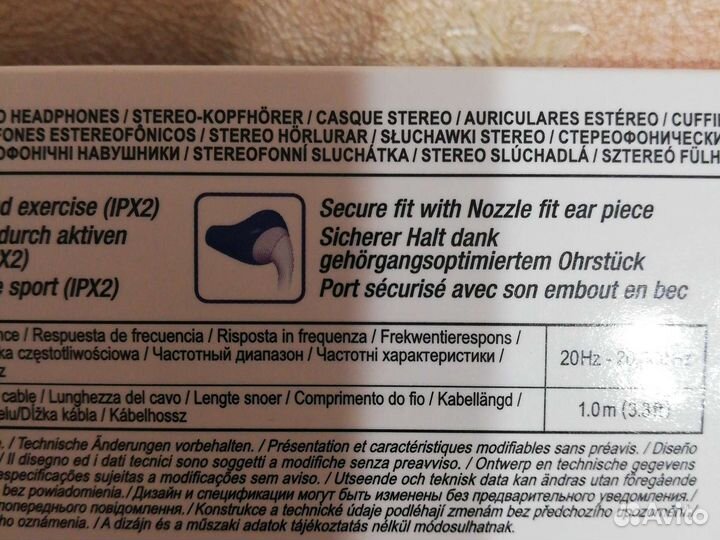 O HEADPHONES / STEREO-KOPFHÖRER / CASQUE STEREO / AURICULARES ESTÉREO / CUFFIE
FONES ESTEREOFÔNICOS / STEREO HÖRLURAR / SŁUCHAWKI STEREO / СТЕРЕОФОНИЧЕСКИ
ОФОНІЧНІ НАВУШНИКИ / STEREOFONNÍ SLUCHÁTKA / STEREO SLÚCHADLÁ / SZTEREÓ FÜLH
d exercise (IPX2)
durch aktiven
X2)
e sport (IPX2)
Secure fit with Nozzle fit ear piece
Sicherer Halt dank
gehörgangsoptimiertem Ohrstück
Port sécurisé avec son embout en bec
nce / Respuesta de frecuencia / Risposta in frequenza / Frekwentierespons /
ka częstotliwościowa / Частотный диапазон / Частотні характеристики /
z
20Hz -
cable / Lunghezza del cavo / Lengte snoer / Comprimento do fio / Kabellängd /
elu/Dĺžka kábla / Kábelhossz
1.0m (3.3ft)
. / Technische Änderungen vorbehalten. / Présentation et caractéristiques modifiables sans préavis. / Diseño
/ Il disegno ed i dati tecnici sono soggetti a modifiche senza preavviso. / Ontwerp en technische gegevens
especificações sujeitas a modificações sem aviso. / Utseende och teknisk data kan ändras utan föregående
bez powiadomienia. / Дизайн и спецификации могут быть изменены без предварительного уведомления. /
попереднього повідомлення. / Konstrukce a technické údaje podléhají zmenám bez předchozího
ho oznámenia. / A dizájn és a műszaki adatok tájékoztatás nélkül módosulhatnak.
Avito